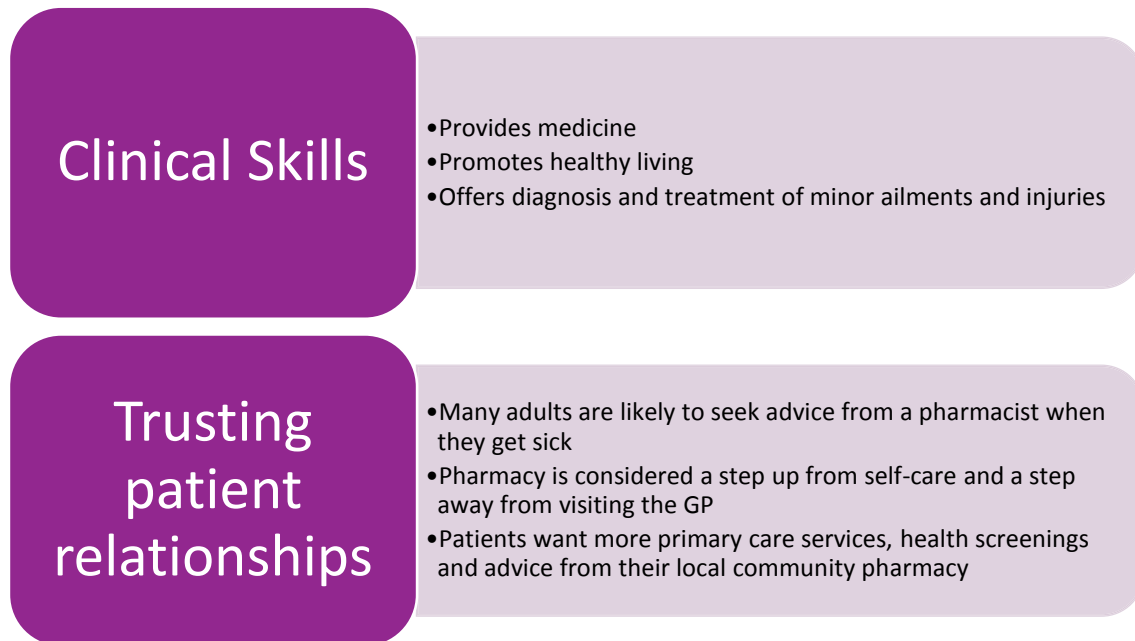 Clinical Skills
•Provides medicine
•Promotes healthy living
•Offers diagnosis and treatment of minor ailments and injuries
Trusting
patient
relationships
•Many adults are likely to seek advice from a pharmacist when
they get sick
•Pharmacy is considered a step up from self-care and a step
away from visiting the GP
•Patients want more primary care services, health screenings
and advice from their local community pharmacy